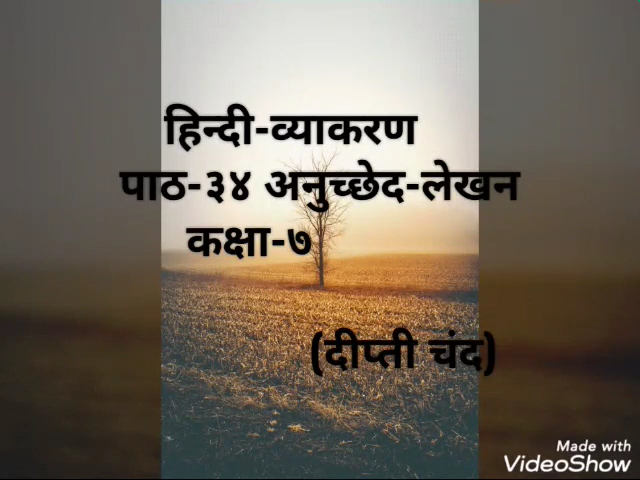 हिन्दी-व्याकरण
पाठ-३४ अनुच्छेद-लेखन
कक्षा-७
(दीप्ती चंद)
Made with
VideoShow